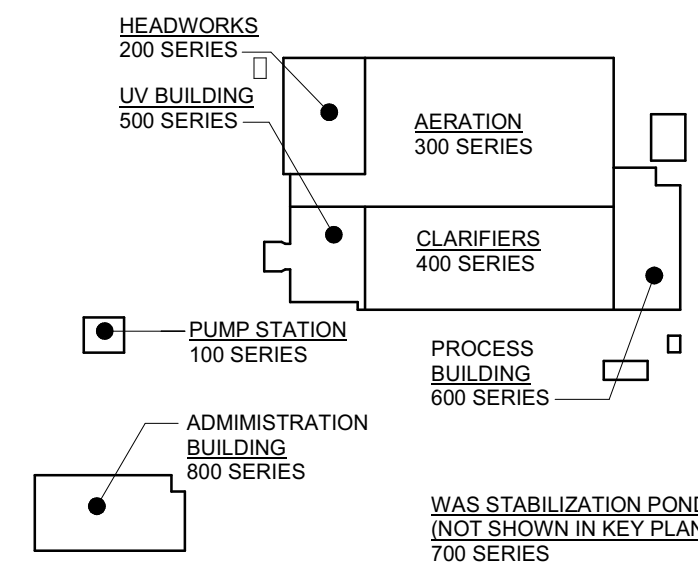 HEADWORKS
200 SERIES
UV BUILDING
500 SERIES
AERATION
300 SERIES
CLARIFIERS
400 SERIES
PUMP STATION
100 SERIES
PROCESS
BUILDING
600 SERIES
ADMIMISTRATION
BUILDING
800 SERIES
WAS STABILIZATION POND
(NOT SHOWN IN KEY PLAN
700 SERIES